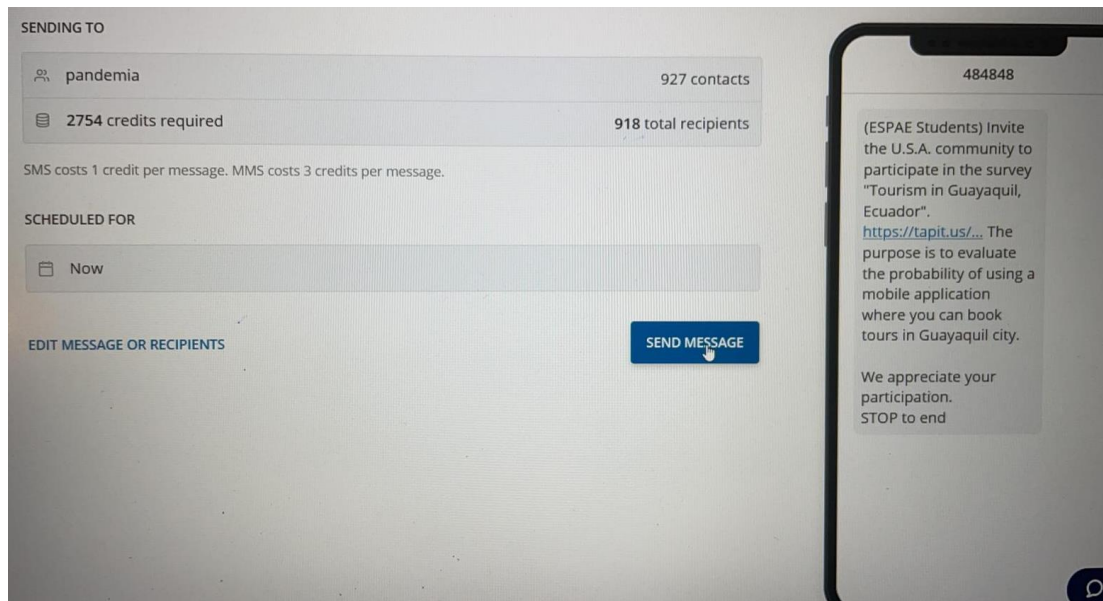 SENDING TO
pandemia
927 contacts
2754 credits required
918 total recipients
SMS costs 1 credit per message. MMS costs 3 credits per message.
SCHEDULED FOR
Now
EDIT MESSAGE OR RECIPIENTS
SEND MESSAGE
484848
(ESPAE Students) Invite
the U.S.A. community to
participate in the survey
"Tourism in Guayaquil,
Ecuador".
https://tapit.us/... The
purpose is to evaluate
the probability of using a
mobile application
where you can book
tours in Guayaquil city.
We appreciate your
participation.
STOP to end